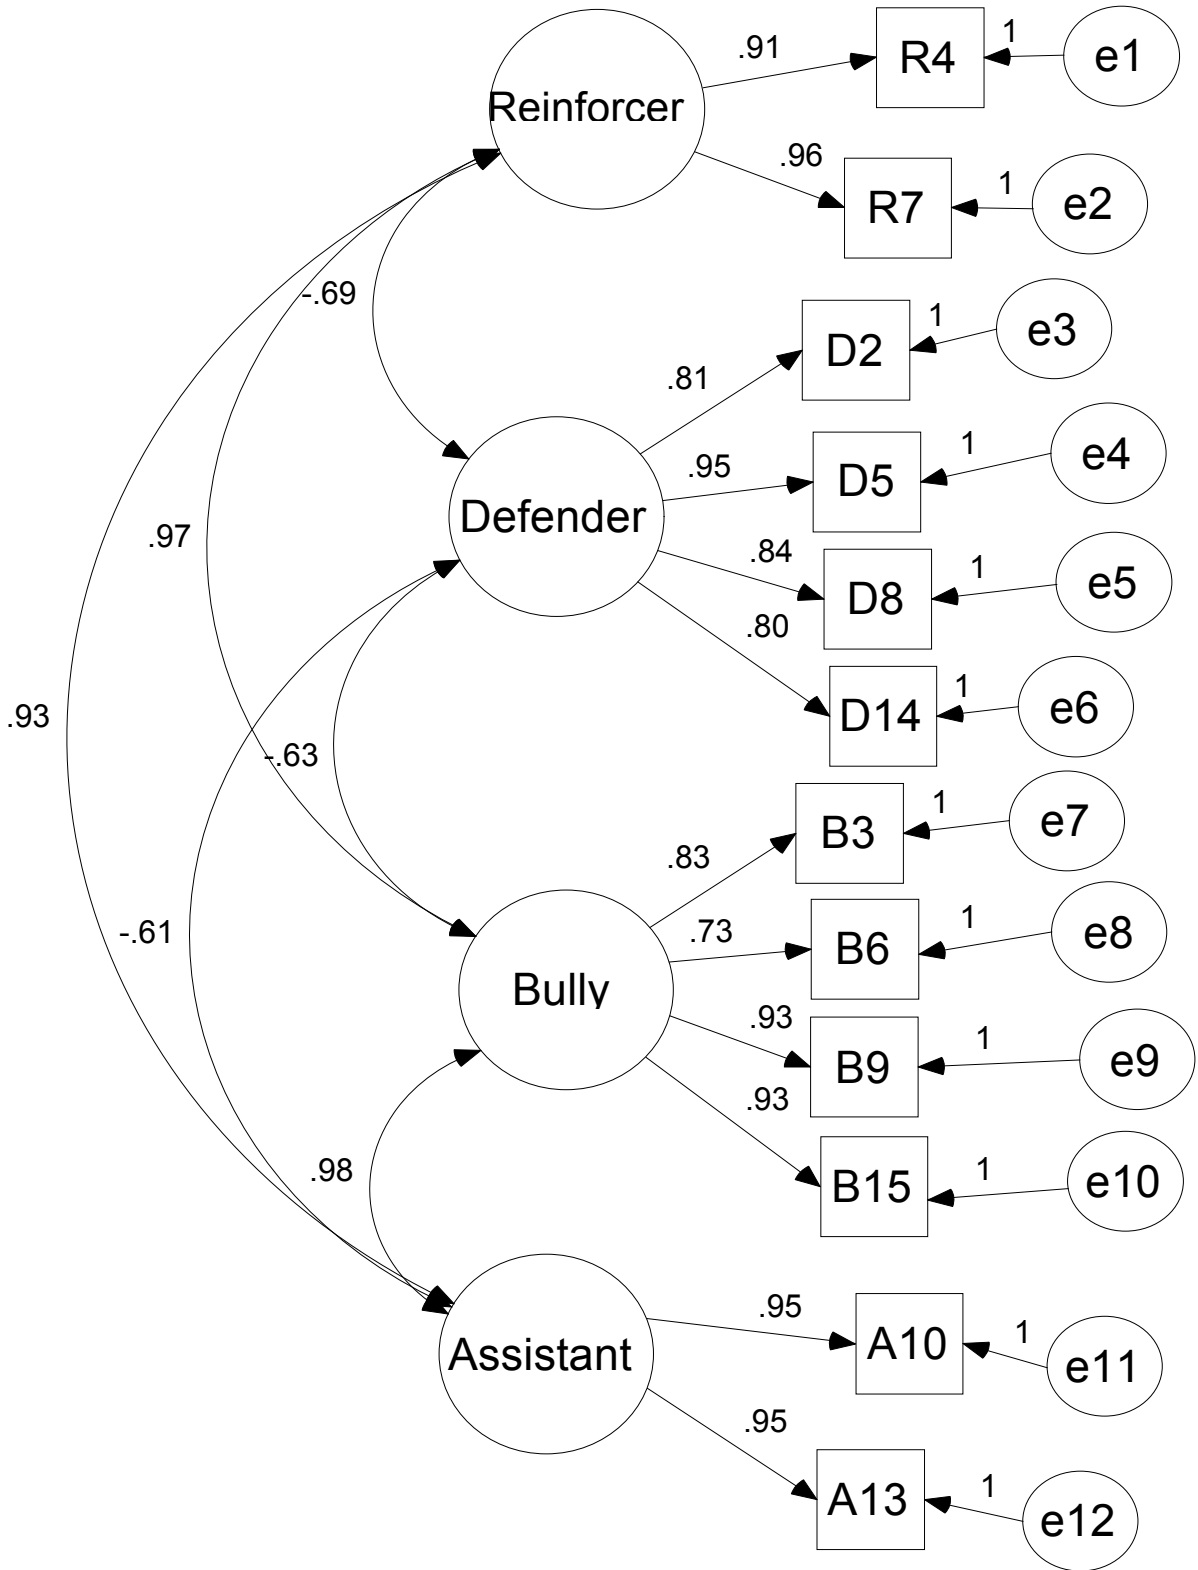 .91
R4
1
e1
Reinforcer
.96
R7
1
e2
-.69
.81
D2
1
e3
.95
D5
1
e4
Defender
.97
.84
D8
1
e5
.80
D14
1
e6
.93
-.63
.83
B3
1
e7
-.61
.73
B6
1
e8
Bully
.93
B9
1
e9
.93
B15
1
e10
.98
.95
A10
1
e11
Assistant
.95
A13
1
e12